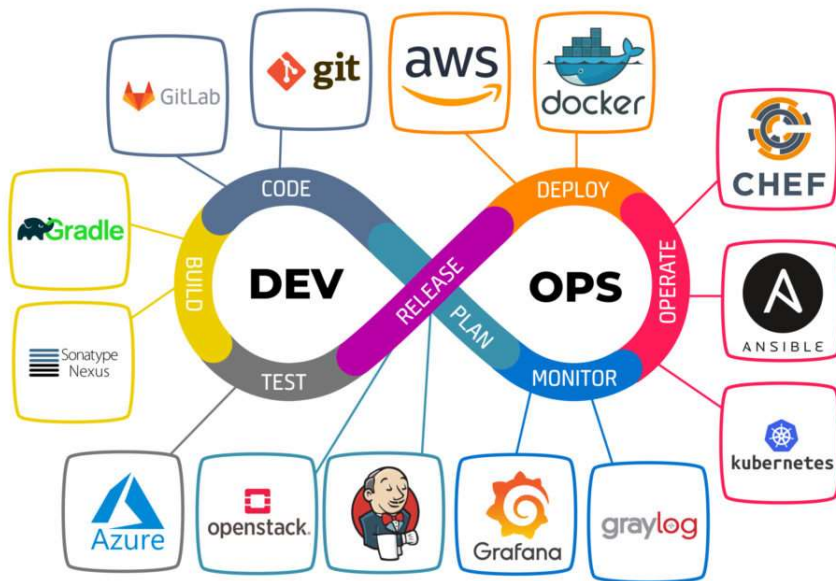 GitLab
git
aws
docker
CHEF
CODE
DEPLOY
Gradle
BUILD
DEV
RELEASE
OPS
OPERATE
PLAN
ANSIBLE
Sonatype
Nexus
TEST
MONITOR
kubernetes
Azure
openstack.
Grafana
graylog